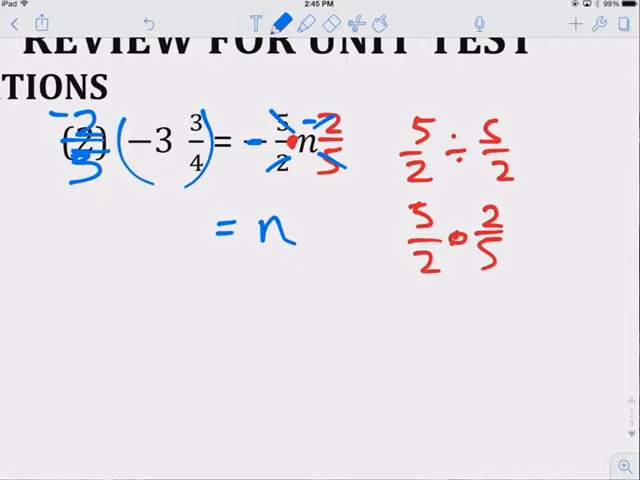 iPad 2:45 PM 99%
T
REVIEW FOR UNIT TEST
TIONS
-2/5 (-3 3/4) = -5/2 • n -2/5
5/2 ÷ 5/2
= n
5/2 • 2/5